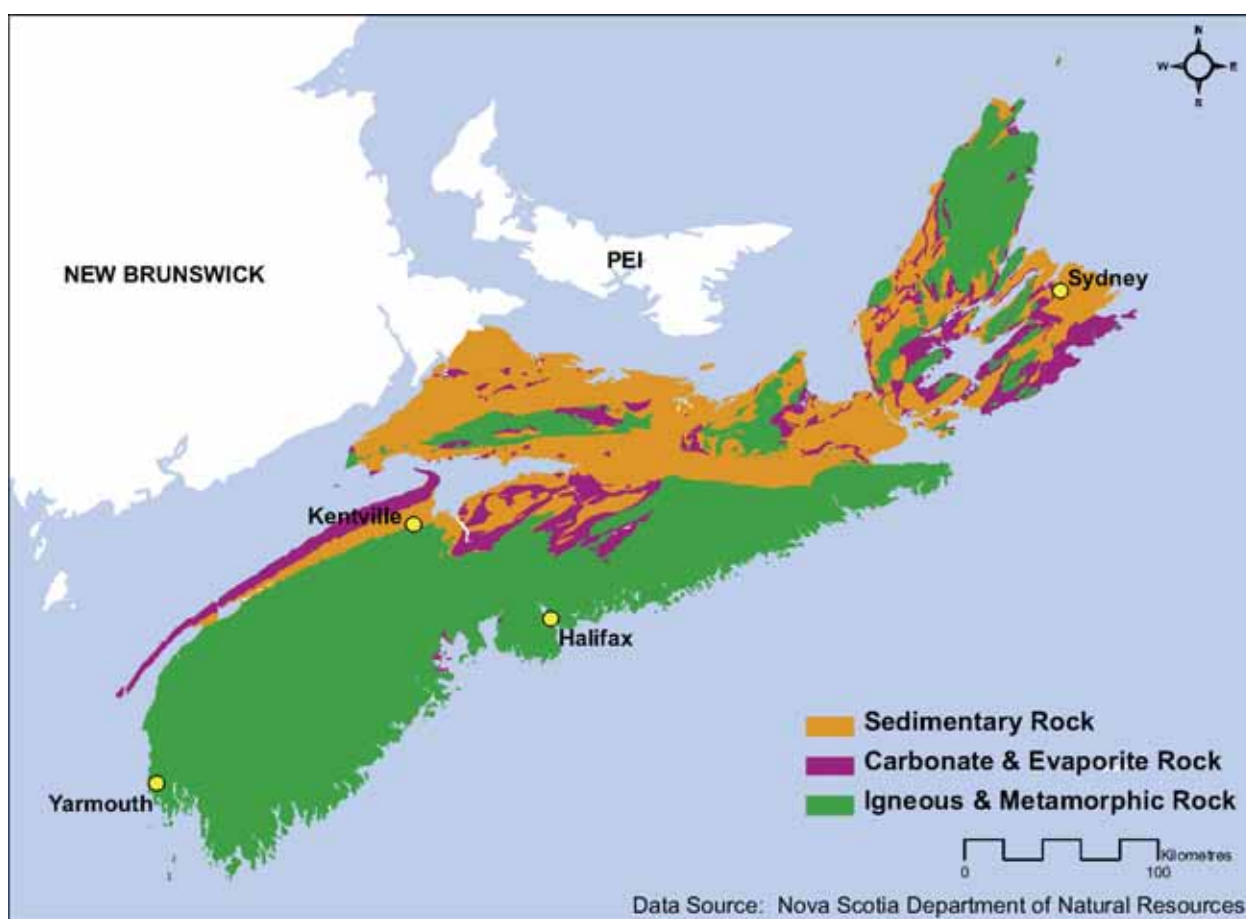 N
W E
S
NEW BRUNSWICK
PEI
Sydney
Kentville
Halifax
Yarmouth
Sedimentary Rock
Carbonate & Evaporite Rock
Igneous & Metamorphic Rock
Kilometres
0 100
Data Source: Nova Scotia Department of Natural Resources